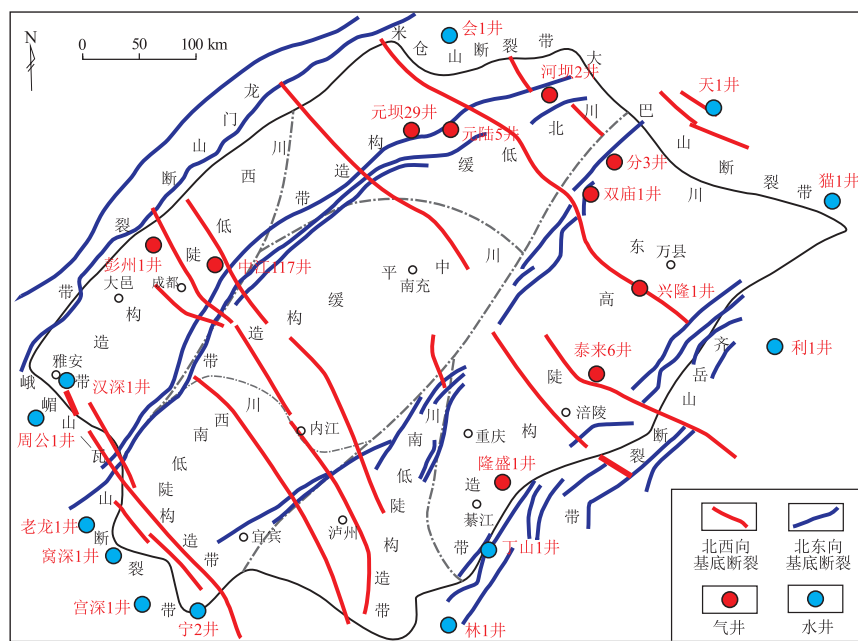 N
0 50 100 km
米仓山断裂带
大巴山断裂带
龙门山断裂带
峨嵋山瓦山断裂带
齐岳山断裂带
川西低陡构造带
川北低缓构造带
川中平缓构造带
川东高陡构造带
川西南低陡构造带
川南低陡构造带
会1井
河坝2井
天1井
元坝29井
元陆5井
分3井
双庙1井
猫1井
彭州1井
中江117井
兴隆1井
利1井
泰来6井
汉深1井
周公1井
隆盛1井
老龙1井
窝深1井
丁山1井
宫深1井
宁2井
林1井
万县
南充
大邑
成都
雅安
涪陵
内江
重庆
綦江
泸州
宜宾
北西向
基底断裂
北东向
基底断裂
气井
水井